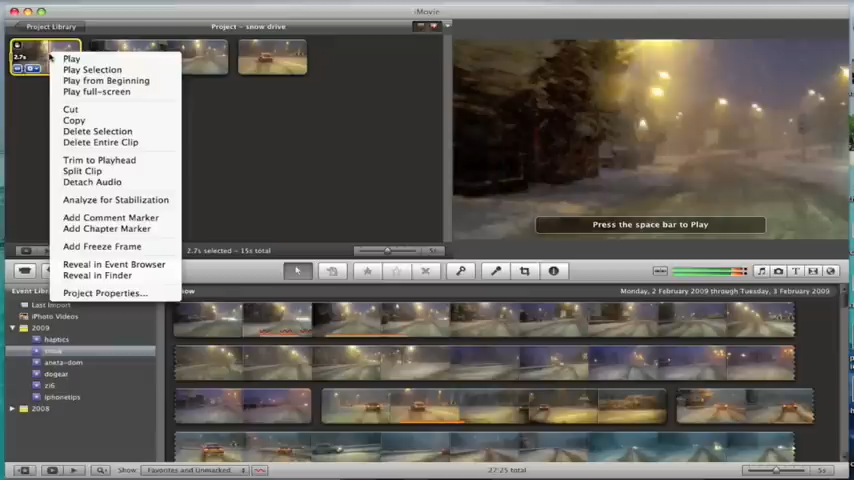 iMovie
Project Library
Project - snow drive
2.7s
Play
Play Selection
Play from Beginning
Play full-screen
Cut
Copy
Delete Selection
Delete Entire Clip
Trim to Playhead
Split Clip
Detach Audio
Analyze for Stabilization
Add Comment Marker
Add Chapter Marker
Add Freeze Frame
Reveal in Event Browser
Reveal in Finder
Project Properties...
Press the space bar to Play
2.7s selected - 15s total
5s
Event Library
Monday, 2 February 2009 through Tuesday, 3 February 2009
Last Import
iPhoto Videos
2009
haptics
snow
aneta-dom
dogear
zi6
iphonetips
2008
Show:
Favorites and Unmarked
27:25 total
5s